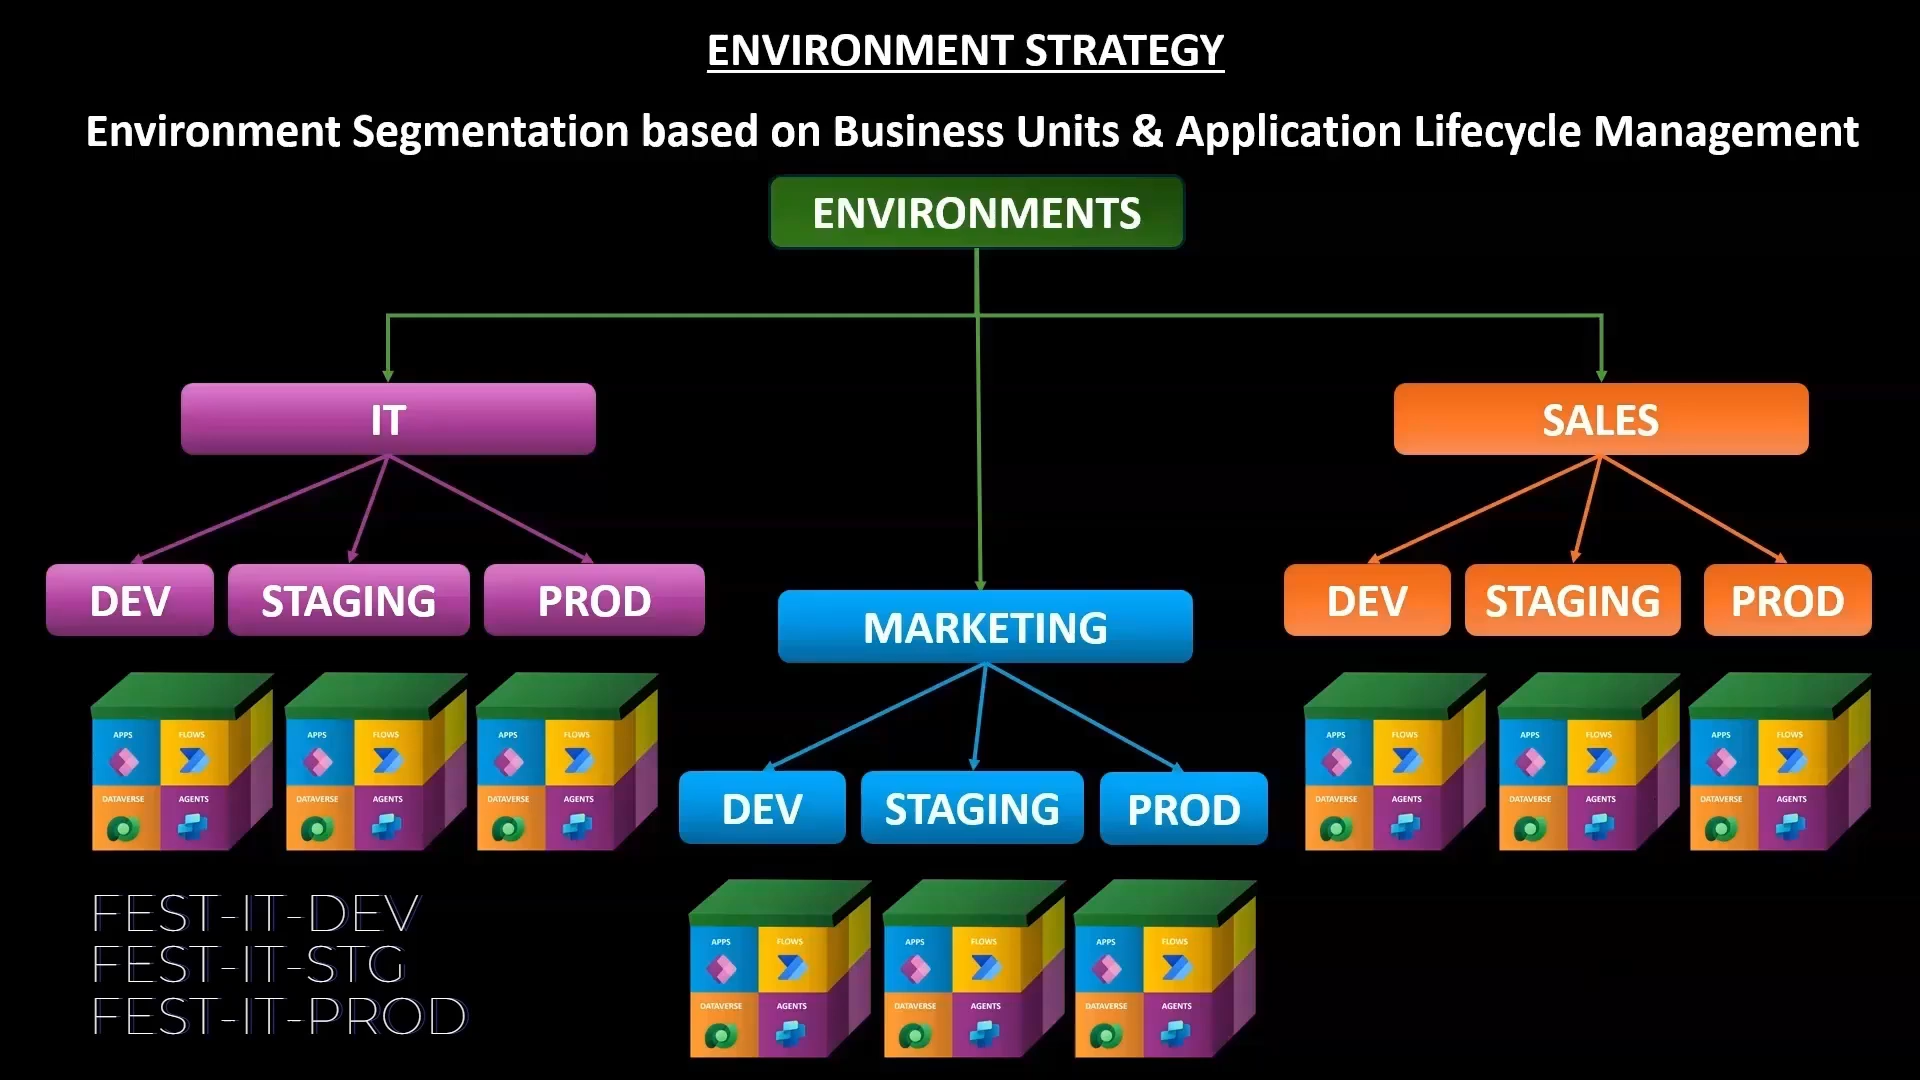 ENVIRONMENT STRATEGY
Environment Segmentation based on Business Units & Application Lifecycle Management
ENVIRONMENTS
IT
DEV
STAGING
PROD
APPS
FLOWS
DATAVERSE
AGENTS
APPS
FLOWS
DATAVERSE
AGENTS
APPS
FLOWS
DATAVERSE
AGENTS
FEST-IT-DEV
FEST-IT-STG
FEST-IT-PROD
MARKETING
DEV
STAGING
PROD
APPS
FLOWS
DATAVERSE
AGENTS
APPS
FLOWS
DATAVERSE
AGENTS
APPS
FLOWS
DATAVERSE
AGENTS
SALES
DEV
STAGING
PROD
APPS
FLOWS
DATAVERSE
AGENTS
APPS
FLOWS
DATAVERSE
AGENTS
APPS
FLOWS
DATAVERSE
AGENTS